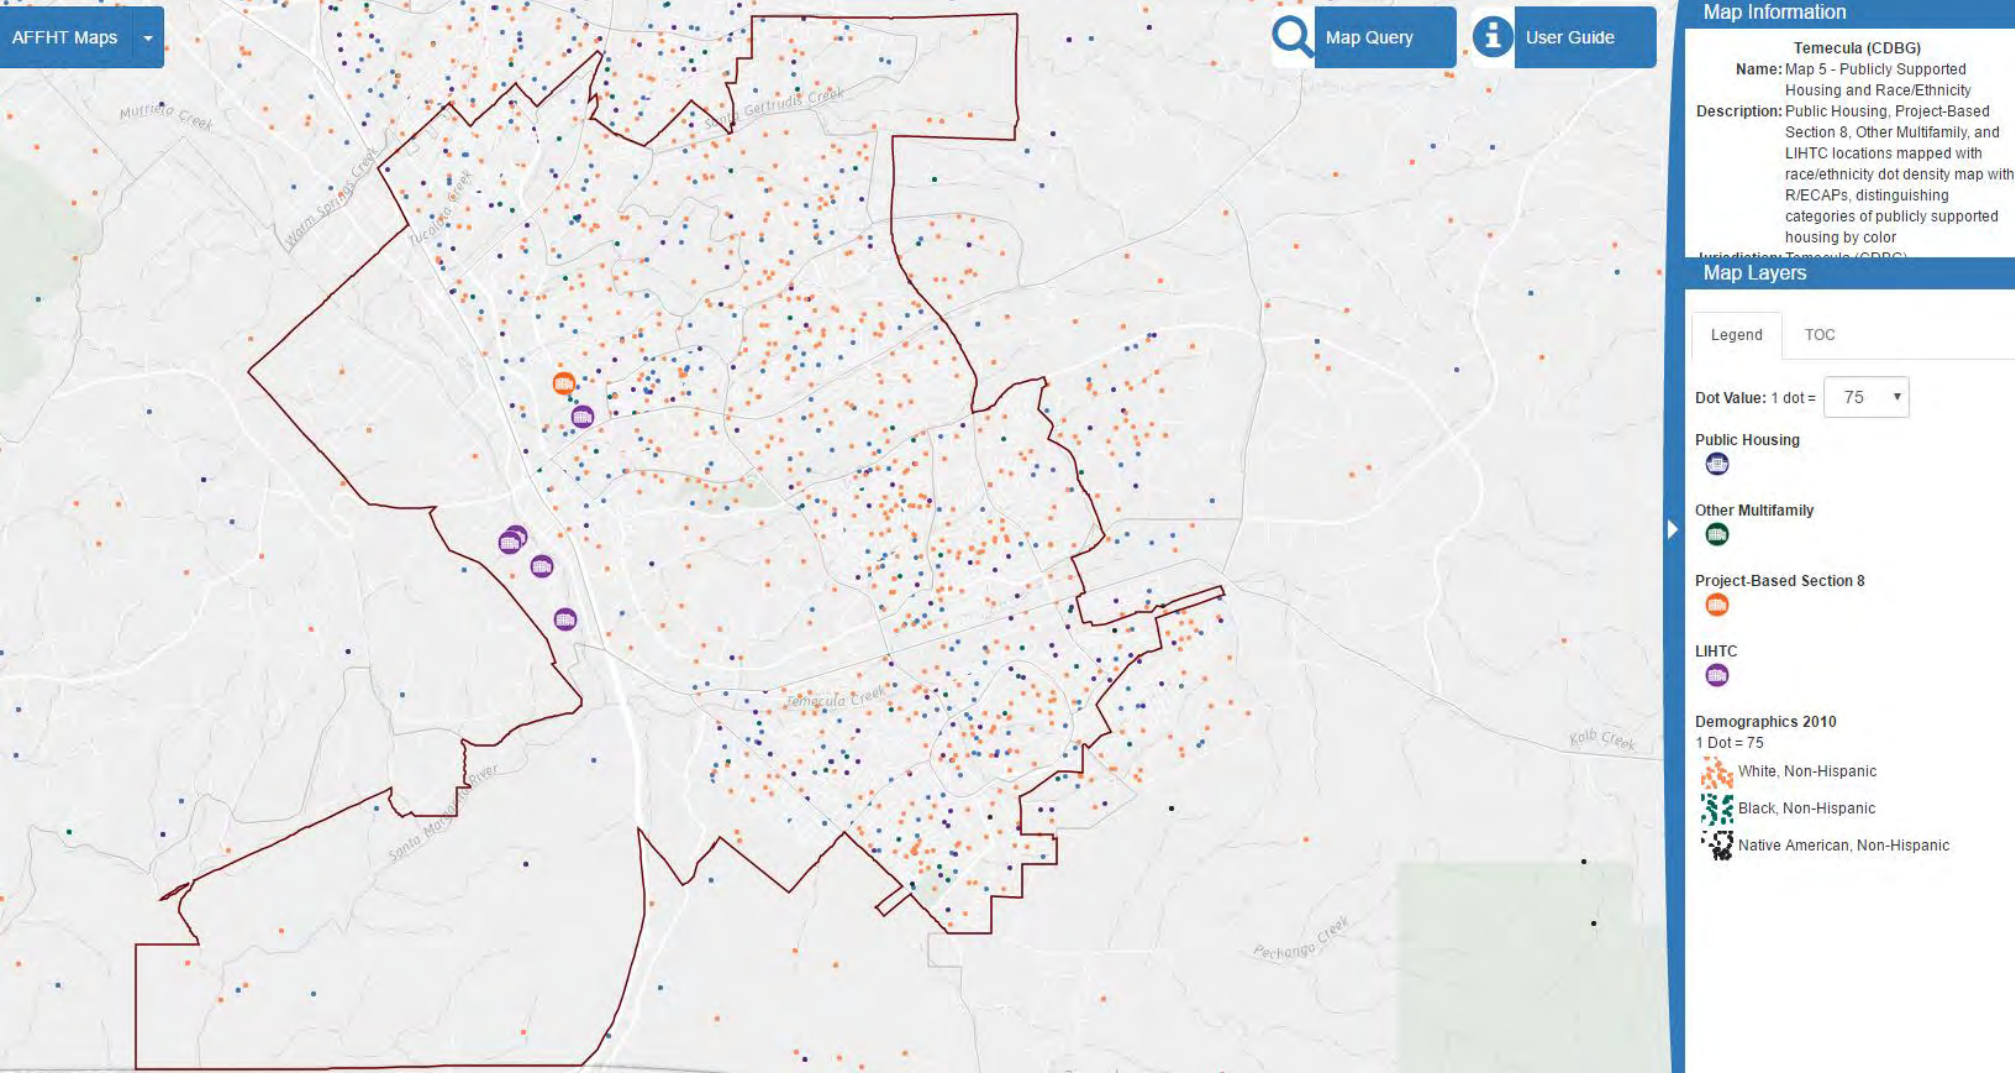 AFFHT Maps
Map Query
User Guide
Murrieta Creek
Warm Springs Creek
Tucalota Creek
Santa Gertrudis Creek
Temecula Creek
Santa Margarita River
Pechanga Creek
Kolb Creek
Map Information
Temecula (CDBG)
Name: Map 5 - Publicly Supported
Housing and Race/Ethnicity
Description: Public Housing, Project-Based
Section 8, Other Multifamily, and
LIHTC locations mapped with
race/ethnicity dot density map with
R/ECAPs, distinguishing
categories of publicly supported
housing by color
Jurisdiction: Temecula (CDBG)
Map Layers
Legend
TOC
Dot Value: 1 dot = 75
Public Housing
Other Multifamily
Project-Based Section 8
LIHTC
Demographics 2010
1 Dot = 75
White, Non-Hispanic
Black, Non-Hispanic
Native American, Non-Hispanic